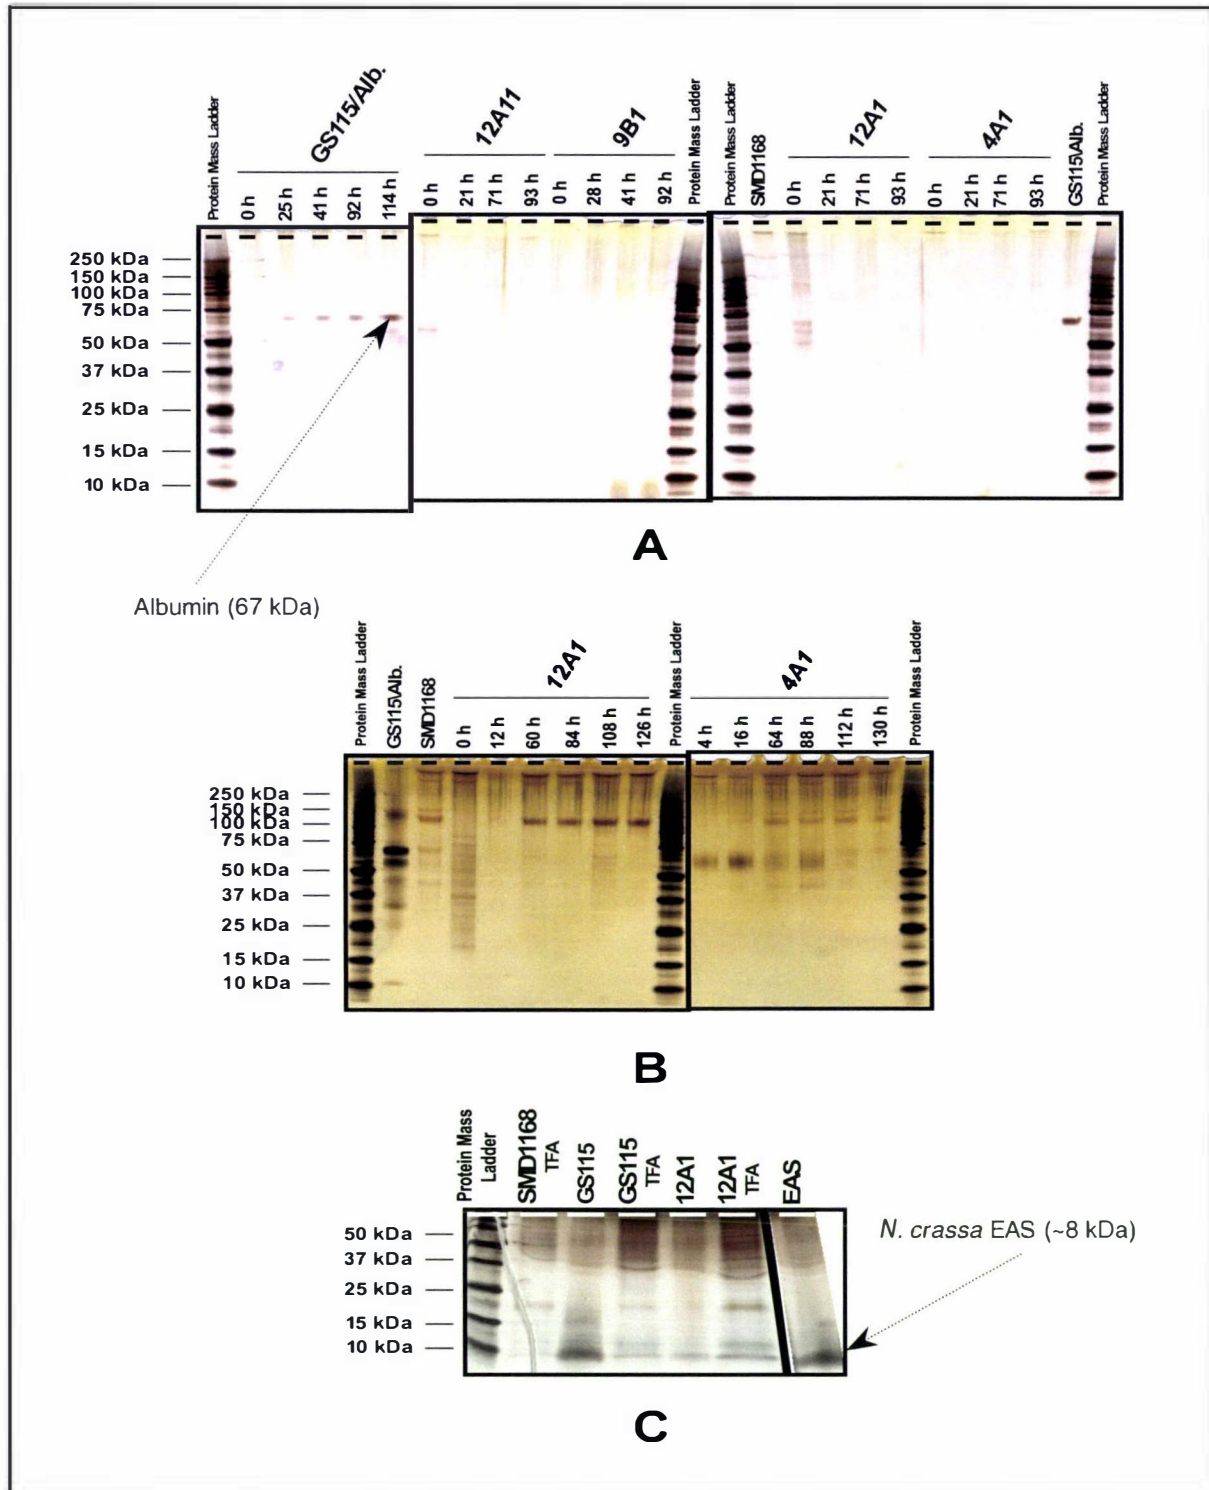 GS115/Alb.
12A11
9B1
12A1
4A1
Protein Mass Ladder
0 h
25 h
41 h
92 h
114 h
0 h
21 h
71 h
93 h
0 h
28 h
41 h
92 h
Protein Mass Ladder
Protein Mass Ladder
SMD1168
0 h
21 h
71 h
93 h
0 h
21 h
71 h
93 h
GS115\Alb.
Protein Mass Ladder
250 kDa
150 kDa
100 kDa
75 kDa
50 kDa
37 kDa
25 kDa
15 kDa
10 kDa
A
Albumin (67 kDa)
12A1
4A1
Protein Mass Ladder
GS115\Alb.
SMD1168
0 h
12 h
60 h
84 h
108 h
126 h
Protein Mass Ladder
4 h
16 h
64 h
88 h
112 h
130 h
Protein Mass Ladder
250 kDa
150 kDa
100 kDa
75 kDa
50 kDa
37 kDa
25 kDa
15 kDa
10 kDa
B
Protein Mass
Ladder
SMD1168
TFA
GS115
GS115
TFA
12A1
12A1
TFA
EAS
50 kDa
37 kDa
25 kDa
15 kDa
10 kDa
N. crassa EAS (~8 kDa)
C